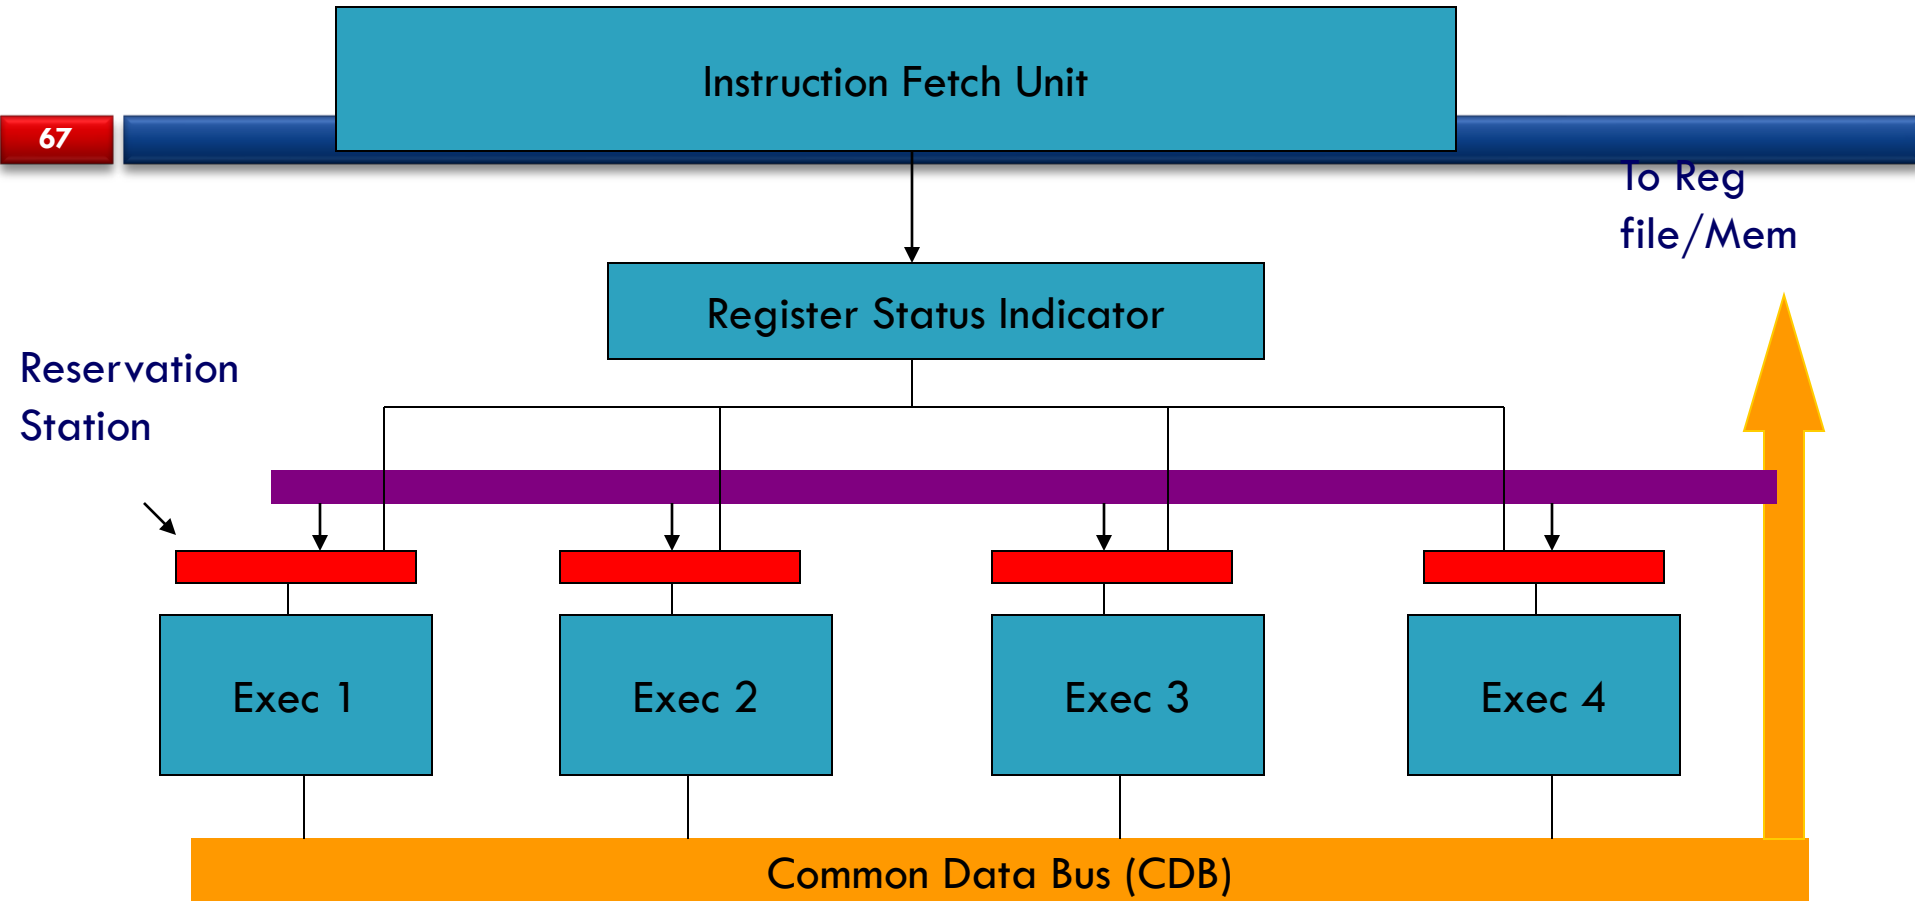 Instruction Fetch Unit
67
To Reg
file/Mem
Register Status Indicator
Reservation
Station
Exec 1
Exec 2
Exec 3
Exec 4
Common Data Bus (CDB)